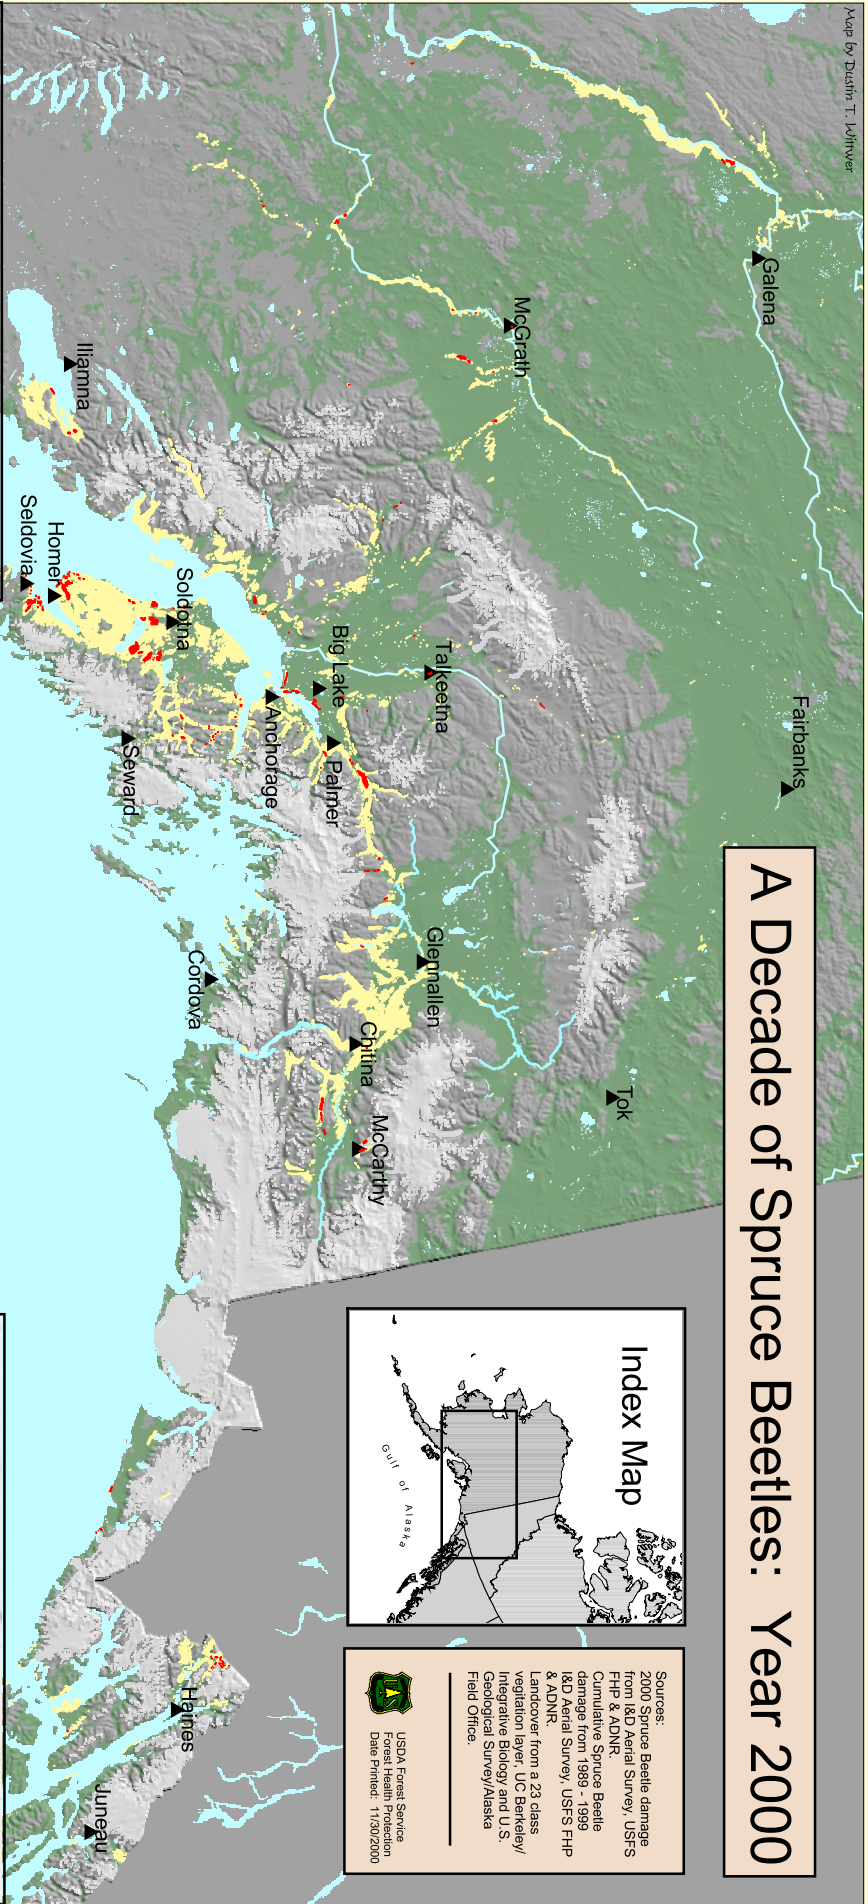 A Decade of Spruce Beetles: Year 2000
Map by Dustin T. Wittwer
Galena
McGrath
Fairbanks
Iliamna
Talkeetna
Tok
Big Lake
Palmer
Glennallen
Soldotna
Anchorage
Chitina
McCarthy
Homer
Seldovia
Seward
Cordova
Haines
Juneau
Index Map
Gulf of Alaska
Sources:
2000 Spruce Beetle damage
from I&D Aerial Survey, USFS
FHP & ADNR.
Cumulative Spruce Beetle
damage from 1989 - 1999
I&D Aerial Survey, USFS FHP
& ADNR.
Landcover from a 23 class
vegitation layer, UC Berkeley/
Integrative Biology and U.S.
Geological Survey/Alaska
Field Office.
USDA Forest Service
Forest Health Protection
Date Printed: 11/30/2000